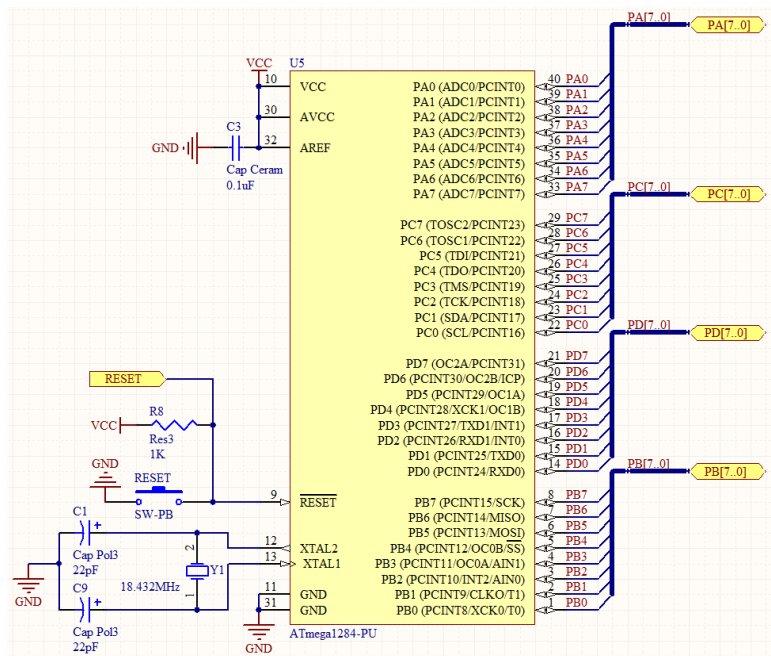 PA[7..0]
PA[7..0]
VCC
U5
10 VCC
30 AVCC
32 AREF
C3
GND
Cap Ceram
0.1uF
PA0 (ADC0/PCINT0) 40 PA0
PA1 (ADC1/PCINT1) 39 PA1
PA2 (ADC2/PCINT2) 38 PA2
PA3 (ADC3/PCINT3) 37 PA3
PA4 (ADC4/PCINT4) 36 PA4
PA5 (ADC5/PCINT5) 35 PA5
PA6 (ADC6/PCINT6) 34 PA6
PA7 (ADC7/PCINT7) 33 PA7
PC[7..0]
PC[7..0]
PC7 (TOSC2/PCINT23) 29 PC7
PC6 (TOSC1/PCINT22) 28 PC6
PC5 (TDI/PCINT21) 27 PC5
PC4 (TDO/PCINT20) 26 PC4
PC3 (TMS/PCINT19) 25 PC3
PC2 (TCK/PCINT18) 24 PC2
PC1 (SDA/PCINT17) 23 PC1
PC0 (SCL/PCINT16) 22 PC0
PD[7..0]
PD[7..0]
PD7 (OC2A/PCINT31) 21 PD7
PD6 (PCINT30/OC2B/ICP) 20 PD6
PD5 (PCINT29/OC1A) 19 PD5
PD4 (PCINT28/XCK1/OC1B) 18 PD4
PD3 (PCINT27/TXD1/INT1) 17 PD3
PD2 (PCINT26/RXD1/INT0) 16 PD2
PD1 (PCINT25/TXD0) 15 PD1
PD0 (PCINT24/RXD0) 14 PD0
RESET
R8
VCC
Res3
1K
GND
RESET
SW-PB
9 RESET
PB[7..0]
PB[7..0]
PB7 (PCINT15/SCK) 8 PB7
PB6 (PCINT14/MISO) 7 PB6
PB5 (PCINT13/MOSI) 6 PB5
PB4 (PCINT12/OC0B/SS) 5 PB4
PB3 (PCINT11/OC0A/AIN1) 4 PB3
PB2 (PCINT10/INT2/AIN0) 3 PB2
PB1 (PCINT9/CLKO/T1) 2 PB1
PB0 (PCINT8/XCK0/T0) 1 PB0
C1
Cap Pol3
22pF
12 XTAL2
13 XTAL1
2
Y1
18.432MHz
1
GND
C9
Cap Pol3
22pF
11 GND
31 GND
GND
ATmega1284-PU